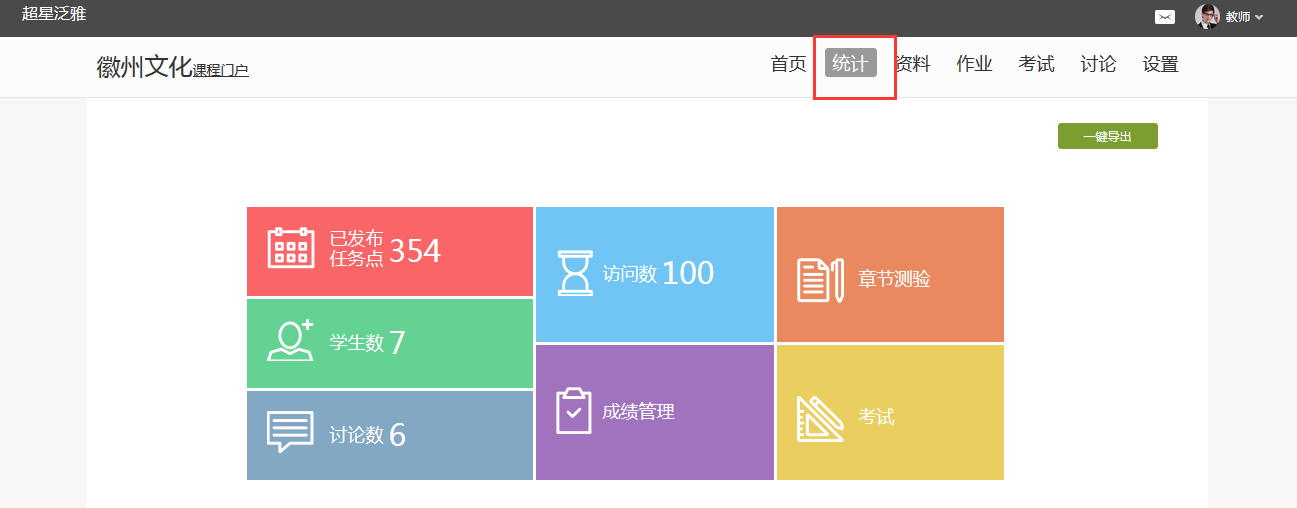 超星泛雅
教师
徽州文化课程门户
首页 统计 资料 作业 考试 讨论 设置
一键导出
已发布
任务点 354
访问数 100
章节测验
学生数 7
成绩管理
考试
讨论数 6